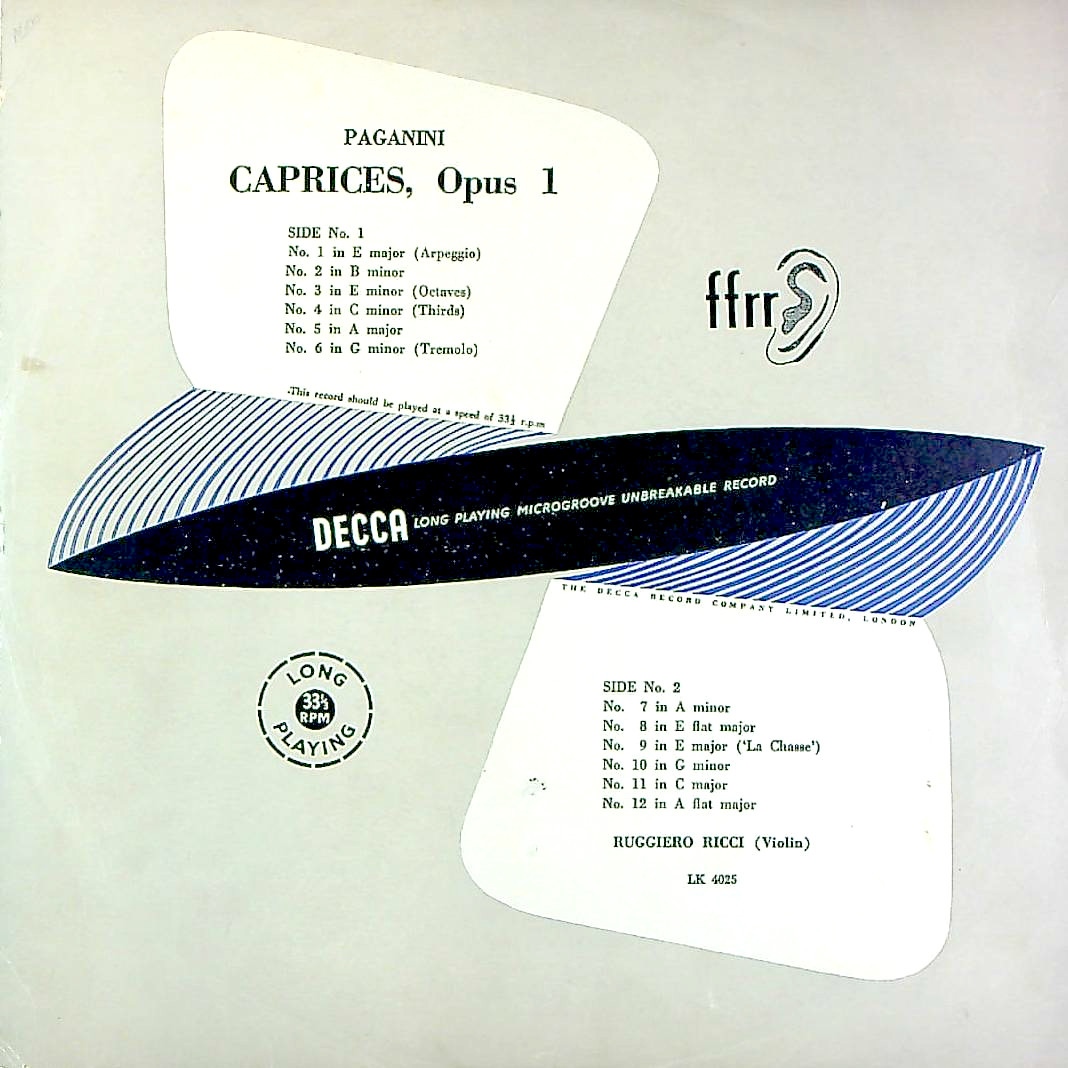 PAGANINI
CAPRICES, Opus 1
SIDE No. 1
No. 1 in E major (Arpeggio)
No. 2 in B minor
No. 3 in E minor (Octaves)
No. 4 in C minor (Thirds)
No. 5 in A major
No. 6 in G minor (Tremolo)
This record should be played at a speed of 33⅓ r.p.m
ffrr
DECCA LONG PLAYING MICROGROOVE UNBREAKABLE RECORD
THE DECCA RECORD COMPANY LIMITED, LONDON
LONG
33⅓
RPM
PLAYING
SIDE No. 2
No. 7 in A minor
No. 8 in E flat major
No. 9 in E major (‘La Chasse’)
No. 10 in G minor
No. 11 in C major
No. 12 in A flat major
RUGGIERO RICCI (Violin)
LK 4025